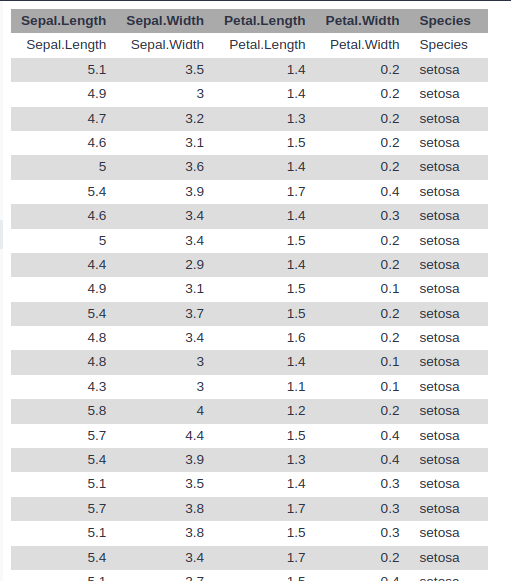 Sepal.Length Sepal.Width Petal.Length Petal.Width Species
Sepal.Length Sepal.Width Petal.Length Petal.Width Species
5.1 3.5 1.4 0.2 setosa
4.9 3 1.4 0.2 setosa
4.7 3.2 1.3 0.2 setosa
4.6 3.1 1.5 0.2 setosa
5 3.6 1.4 0.2 setosa
5.4 3.9 1.7 0.4 setosa
4.6 3.4 1.4 0.3 setosa
5 3.4 1.5 0.2 setosa
4.4 2.9 1.4 0.2 setosa
4.9 3.1 1.5 0.1 setosa
5.4 3.7 1.5 0.2 setosa
4.8 3.4 1.6 0.2 setosa
4.8 3 1.4 0.1 setosa
4.3 3 1.1 0.1 setosa
5.8 4 1.2 0.2 setosa
5.7 4.4 1.5 0.4 setosa
5.4 3.9 1.3 0.4 setosa
5.1 3.5 1.4 0.3 setosa
5.7 3.8 1.7 0.3 setosa
5.1 3.8 1.5 0.3 setosa
5.4 3.4 1.7 0.2 setosa